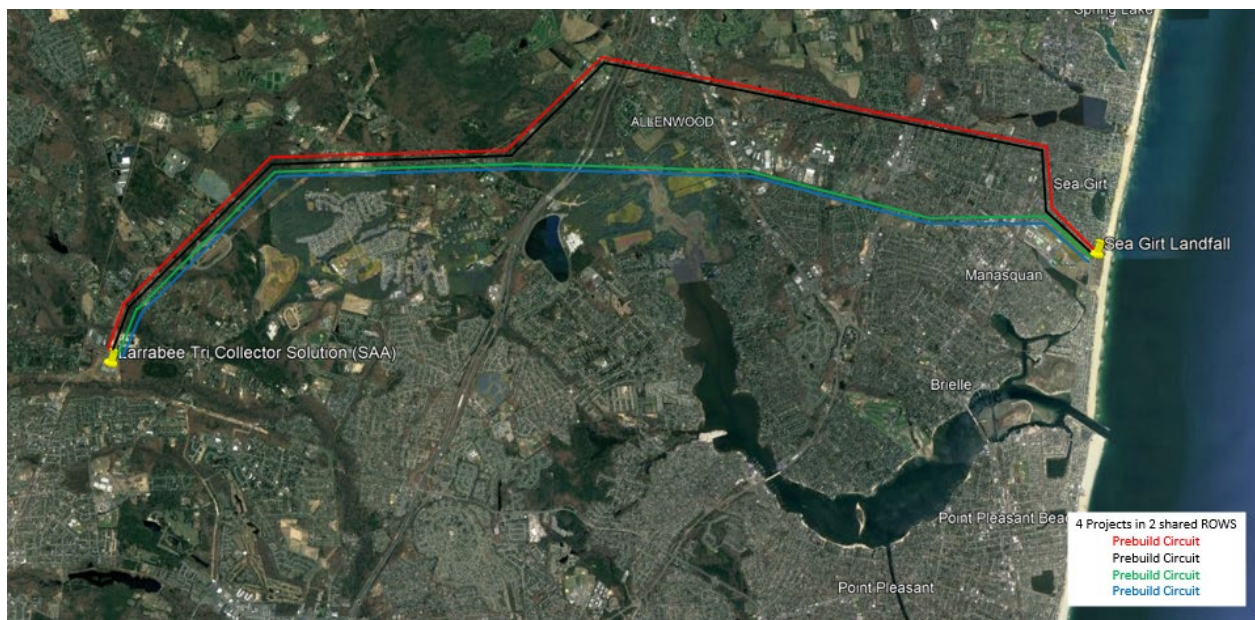 Spring Lake
ALLENWOOD
Sea Girt
Sea Girt Landfall
Manasquan
Larrabee Tri Collector Solution (SAA)
Brielle
Point Pleasant Beac
4 Projects in 2 shared ROWS
Prebuild Circuit
Prebuild Circuit
Prebuild Circuit
Prebuild Circuit
Point Pleasant